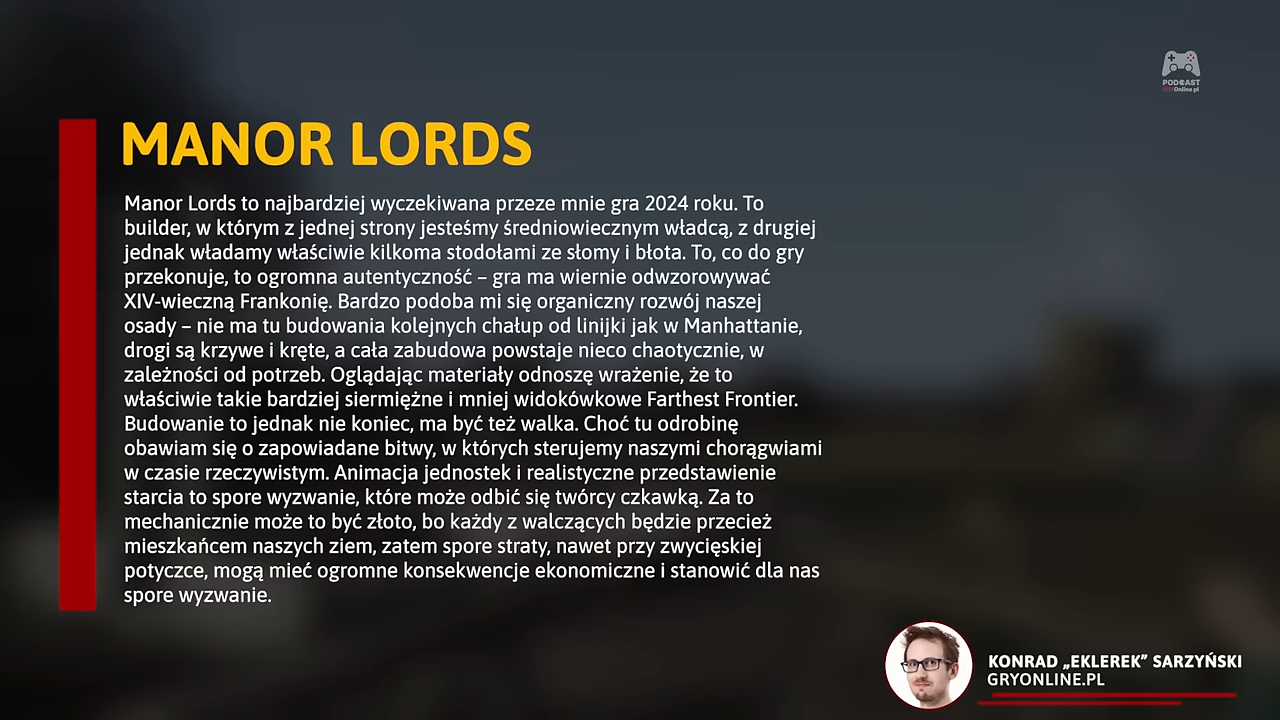 PODCAST
GRYOnline.pl
MANOR LORDS
Manor Lords to najbardziej wyczekiwana przeze mnie gra 2024 roku. To
builder, w którym z jednej strony jesteśmy średniowiecznym władcą, z drugiej
jednak władamy właściwie kilkoma stodołami ze słomy i błota. To, co do gry
przekonuje, to ogromna autentyczność – gra ma wiernie odwzorowywać
XIV-wieczną Frankonię. Bardzo podoba mi się organiczny rozwój naszej
osady – nie ma tu budowania kolejnych chałup od linijki jak w Manhattanie,
drogi są krzywe i kręte, a cała zabudowa powstaje nieco chaotycznie, w
zależności od potrzeb. Oglądając materiały odnoszę wrażenie, że to
właściwie takie bardziej siermiężne i mniej widokówkowe Farthest Frontier.
Budowanie to jednak nie koniec, ma być też walka. Choć tu odrobinę
obawiam się o zapowiadane bitwy, w których sterujemy naszymi chorągwiami
w czasie rzeczywistym. Animacja jednostek i realistyczne przedstawienie
starcia to spore wyzwanie, które może odbić się twórcy czkawką. Za to
mechanicznie może to być złoto, bo każdy z walczących będzie przecież
mieszkańcem naszych ziem, zatem spore straty, nawet przy zwycięskiej
potyczce, mogą mieć ogromne konsekwencje ekonomiczne i stanowić dla nas
spore wyzwanie.
KONRAD „EKLEREK” SARZYŃSKI
GRYONLINE.PL